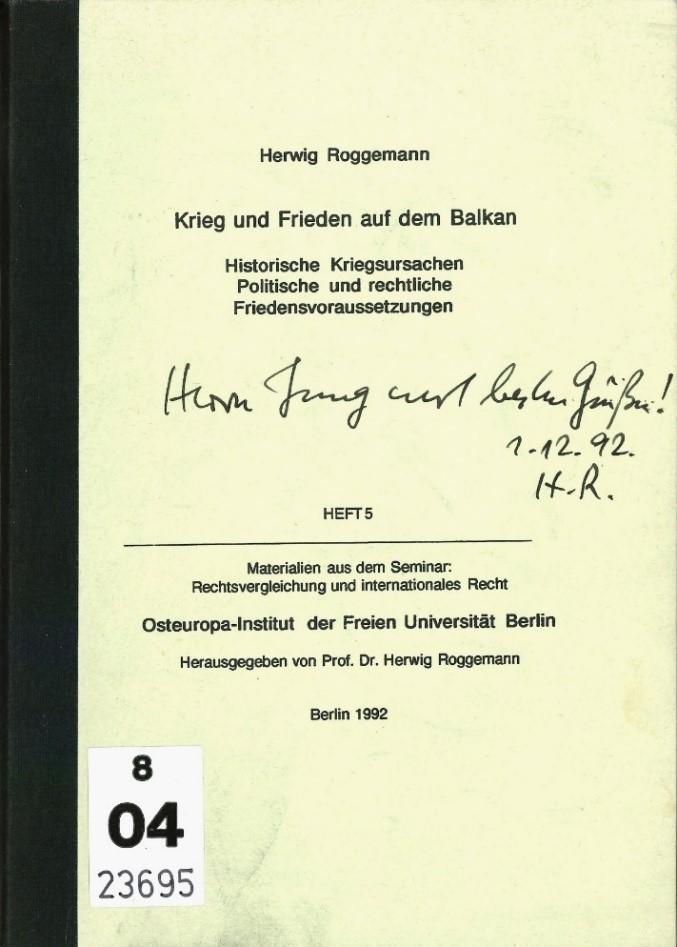 Herwig Roggemann
Krieg und Frieden auf dem Balkan
Historische Kriegsursachen
Politische und rechtliche
Friedensvoraussetzungen
Herrn Jung mit besten Grüßen!
1.12.92.
H.R.
HEFT 5
Materialien aus dem Seminar:
Rechtsvergleichung und internationales Recht
Osteuropa-Institut der Freien Universität Berlin
Herausgegeben von Prof. Dr. Herwig Roggemann
Berlin 1992
8
04
23695